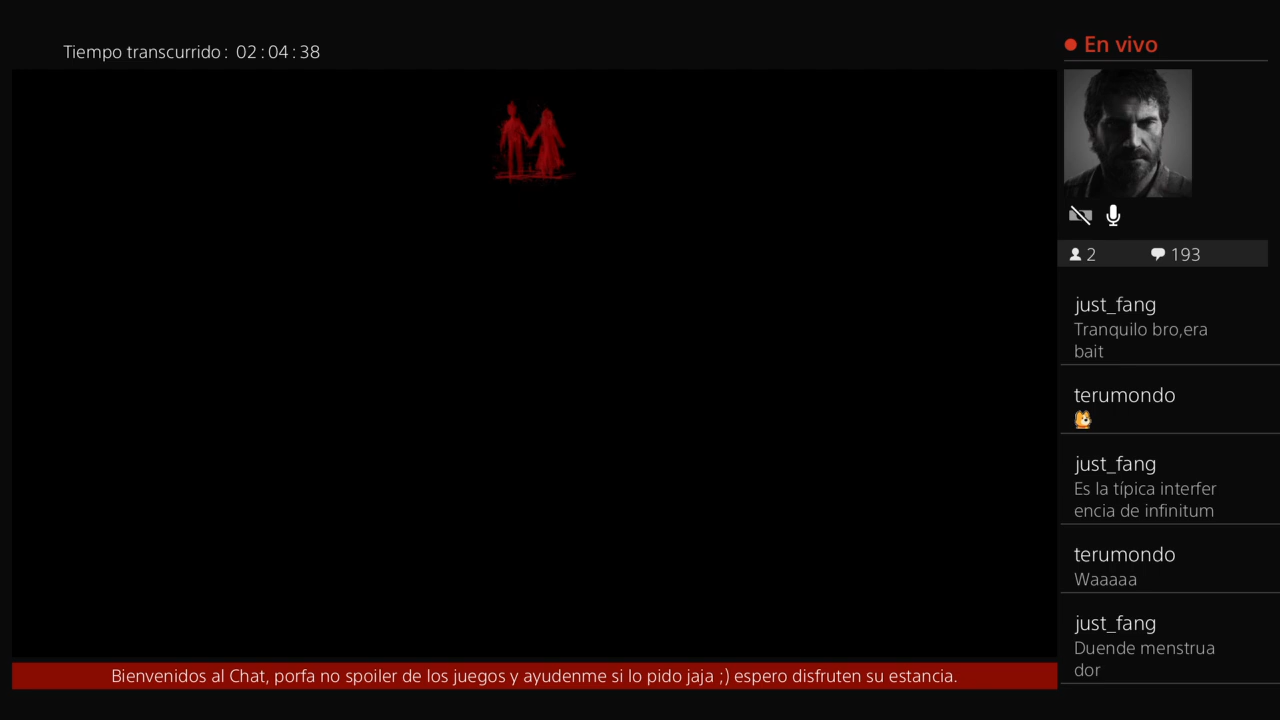 Tiempo transcurrido: 02:04:38
En vivo
2
193
just_fang
Tranquilo bro,era
bait
terumondo
just_fang
Es la típica interfer
encia de infinitum
terumondo
Waaaaa
just_fang
Duende menstrua
dor
Bienvenidos al Chat, porfa no spoiler de los juegos y ayudenme si lo pido jaja ;) espero disfruten su estancia.